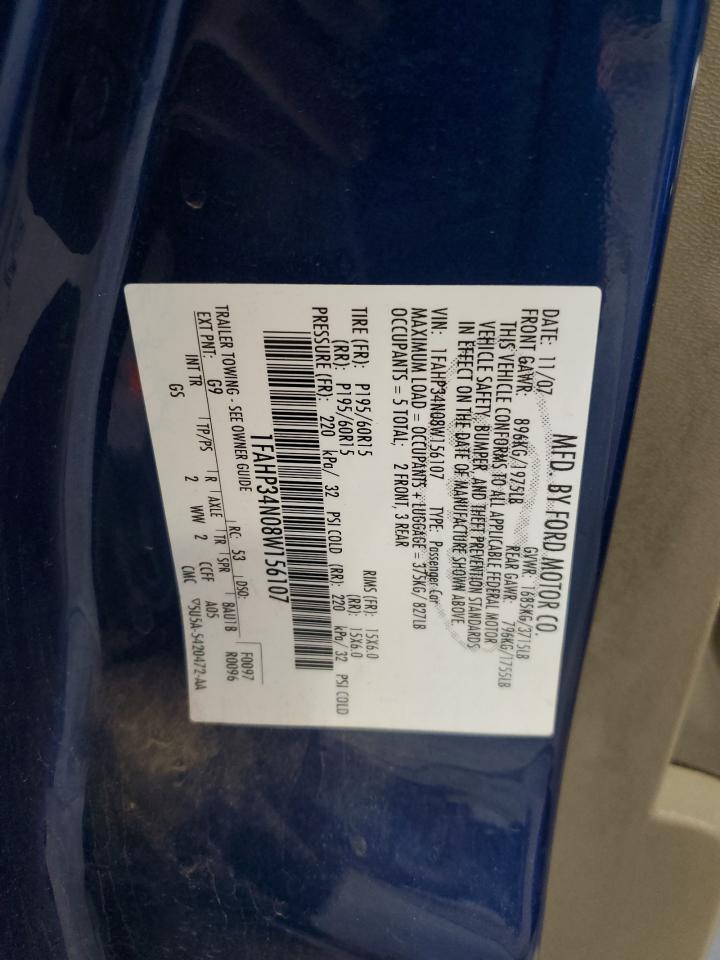 MFD. BY FORD MOTOR CO.
DATE: 11/07 GVWR: 1685KG/3715LB
FRONT GAWR: 896KG/1975LB REAR GAWR: 796KG/1755LB
THIS VEHICLE CONFORMS TO ALL APPLICABLE FEDERAL MOTOR
VEHICLE SAFETY, BUMPER, AND THEFT PREVENTION STANDARDS
IN EFFECT ON THE DATE OF MANUFACTURE SHOWN ABOVE
VIN: 1FAHP34N08W156107 TYPE: Passenger Car
MAXIMUM LOAD = OCCUPANTS + LUGGAGE = 375KG/ 827LB
OCCUPANTS = 5 TOTAL; 2 FRONT, 3 REAR
TIRE (FR): P195/60R15 RIMS (FR): 15X6.0
(RR): P195/60R15 (RR): 15X6.0
PRESSURE (FR): 220 kPa/ 32 PSI COLD (RR): 220 kPa/ 32 PSI COLD
1FAHP34N08W156107
TRAILER TOWING - SEE OWNER GUIDE F0097
EXT PNT: G9 RC: 53 DSO: R0096
INT TR TP/PS R AXLE TR SPR BAU1B
GS 2 WW 2 CCFF A05
CMC 5U5A-5420472-AA